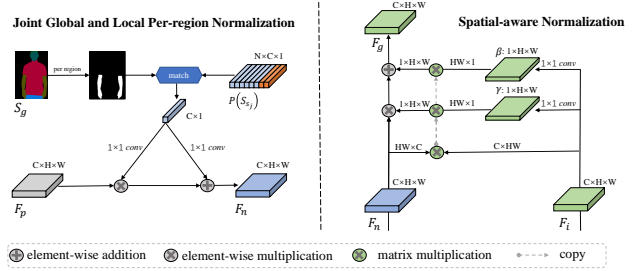 Joint Global and Local Per-region Normalization
per region
match
N×C×1
S_g
P(S_{s_j})
C×1
1×1 conv
1×1 conv
C×H×W
C×H×W
F_p
F_n
Spatial-aware Normalization
C×H×W
F_g
β: 1×H×W
1×H×W
HW×1
1×1 conv
γ: 1×H×W
1×H×W
HW×1
1×1 conv
HW×C
C×HW
C×H×W
C×H×W
F_n
F_i
element-wise addition
element-wise multiplication
matrix multiplication
copy